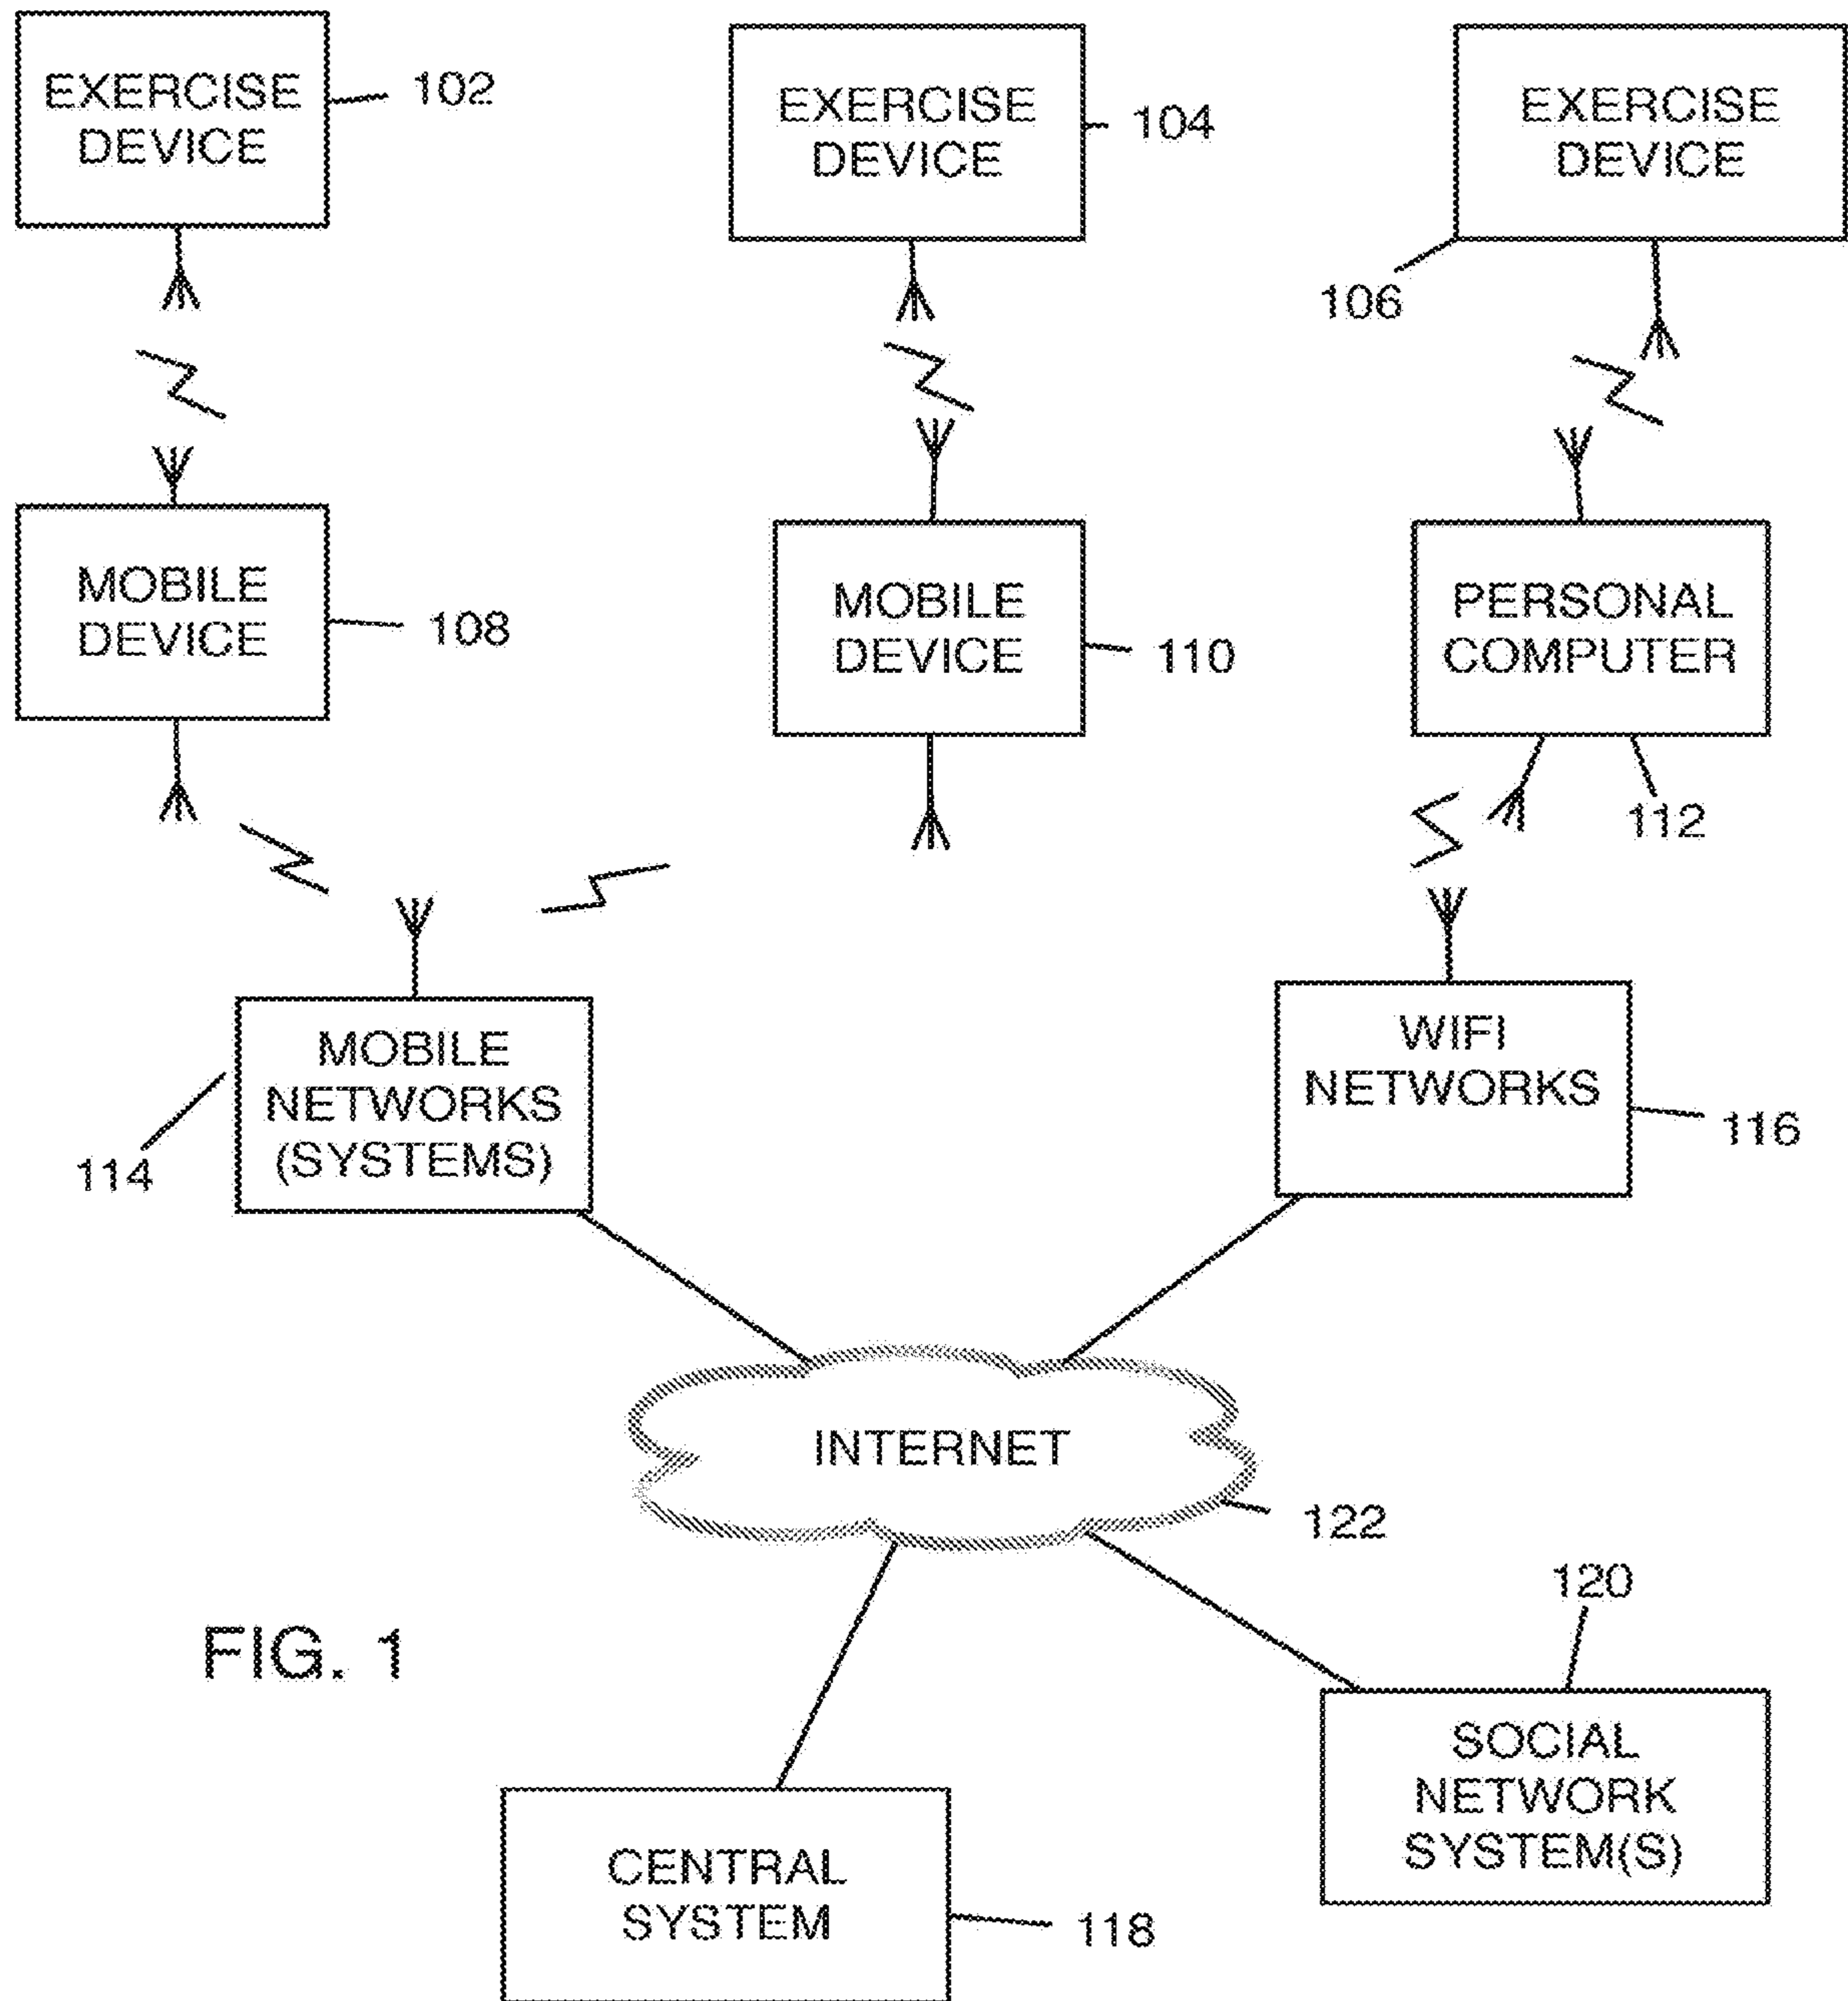 EXERCISE
DEVICE
102
EXERCISE
DEVICE
104
EXERCISE
DEVICE
106
MOBILE
DEVICE
108
MOBILE
DEVICE
110
PERSONAL
COMPUTER
112
MOBILE
NETWORKS
(SYSTEMS)
114
WIFI
NETWORKS
116
INTERNET
122
FIG. 1
120
SOCIAL
NETWORK
SYSTEM(S)
CENTRAL
SYSTEM
118